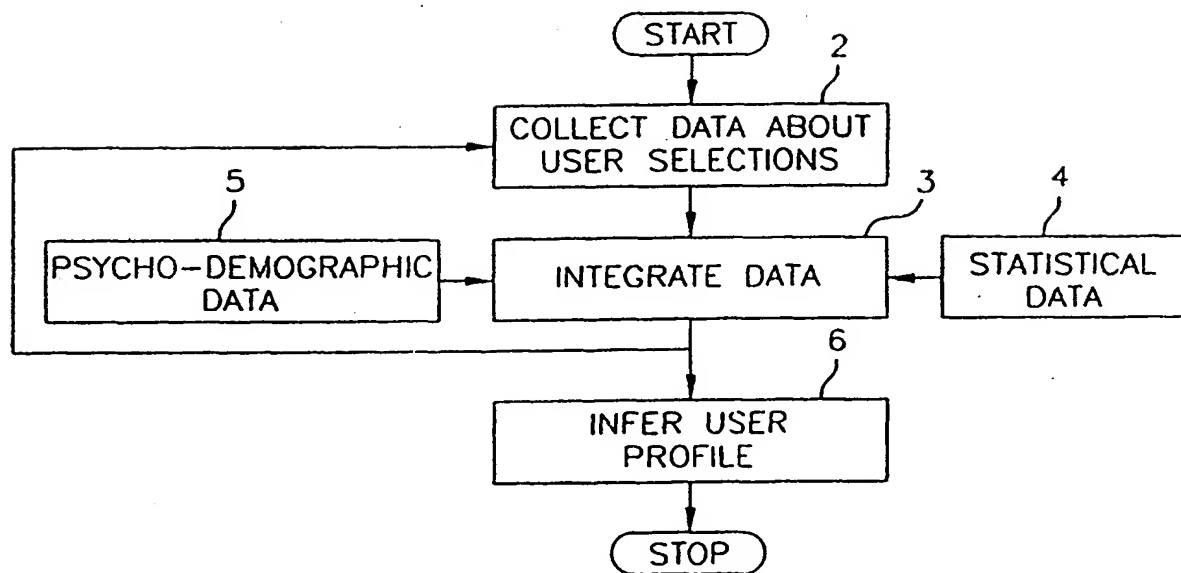 START
2
COLLECT DATA ABOUT
USER SELECTIONS
5
3
4
PSYCHO-DEMOGRAPHIC
DATA
INTEGRATE DATA
STATISTICAL
DATA
6
INFER USER
PROFILE
STOP